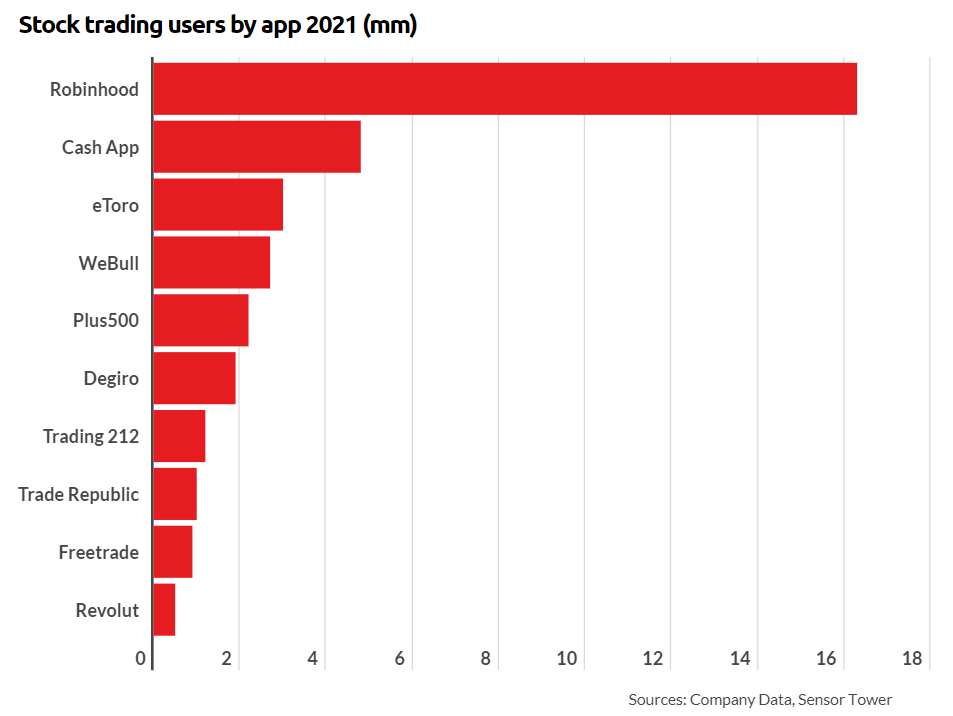 Stock trading users by app 2021 (mm)
Robinhood
Cash App
eToro
WeBull
Plus500
Degiro
Trading 212
Trade Republic
Freetrade
Revolut
0 2 4 6 8 10 12 14 16 18
Sources: Company Data, Sensor Tower